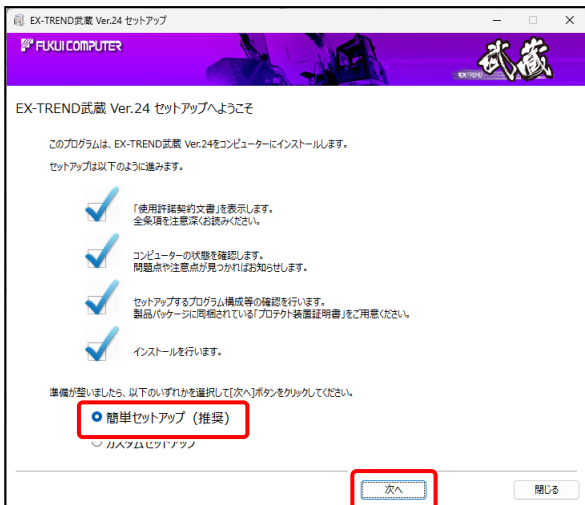 EX-TREND武蔵 Ver.24 セットアップ
FUKUI COMPUTER
EX-TREND 武蔵
EX-TREND武蔵 Ver.24 セットアップへようこそ
このプログラムは、EX-TREND武蔵 Ver.24をコンピューターにインストールします。
セットアップは以下のように進みます。
「使用許諾契約文書」を表示します。
全条項を注意深くお読みください。
コンピューターの状態を確認します。
問題点や注意点が見つかればお知らせします。
セットアップするプログラム構成等の確認を行います。
製品パッケージに同梱されている「プロテクト装置証明書」をご用意ください。
インストールを行います。
準備が整いましたら、以下のいずれかを選択して[次へ]ボタンをクリックしてください。
簡単セットアップ（推奨）
カスタムセットアップ
次へ
閉じる